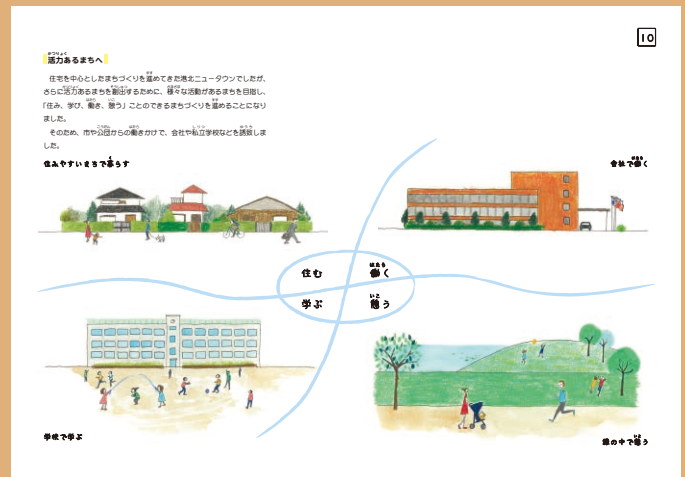 10
活力あるまちへ
住宅を中心としたまちづくりを進めてきた港北ニュータウンでしたが、
さらに活力あるまちを創出するために、様々な活動があるまちを目指し、
「住み、学び、働き、憩う」ことのできるまちづくりを進めることになり
ました。
そのため、市や公団からの働きかけで、会社や私立学校などを誘致しま
した。
住みやすいまちで暮らす
会社で働く
住む
働く
学ぶ
憩う
学校で学ぶ
緑の中で憩う